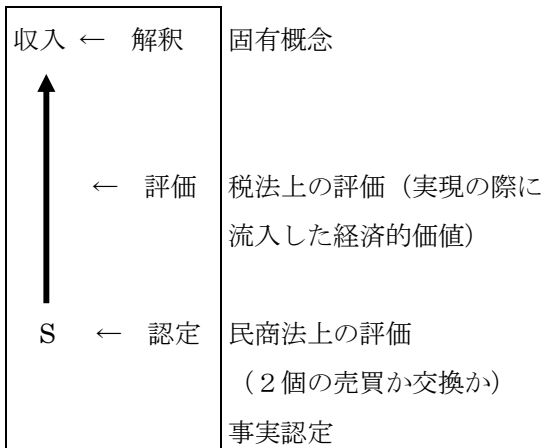 収入 ← 解釈 固有概念
← 評価 税法上の評価（実現の際に
流入した経済的価値）
S ← 認定 民商法上の評価
（２個の売買か交換か）
事実認定